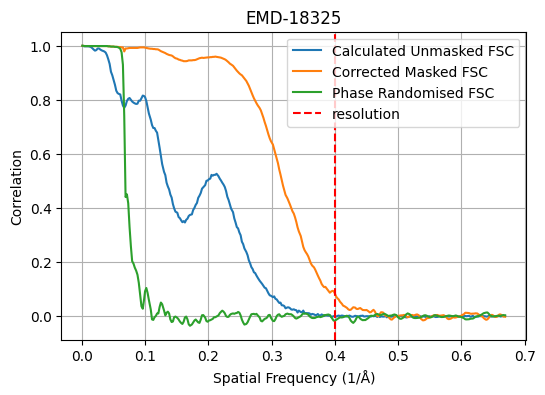 EMD-18325
Calculated Unmasked FSC
Corrected Masked FSC
Phase Randomised FSC
resolution
Correlation
1.0
0.8
0.6
0.4
0.2
0.0
0.0 0.1 0.2 0.3 0.4 0.5 0.6 0.7
Spatial Frequency (1/Å)